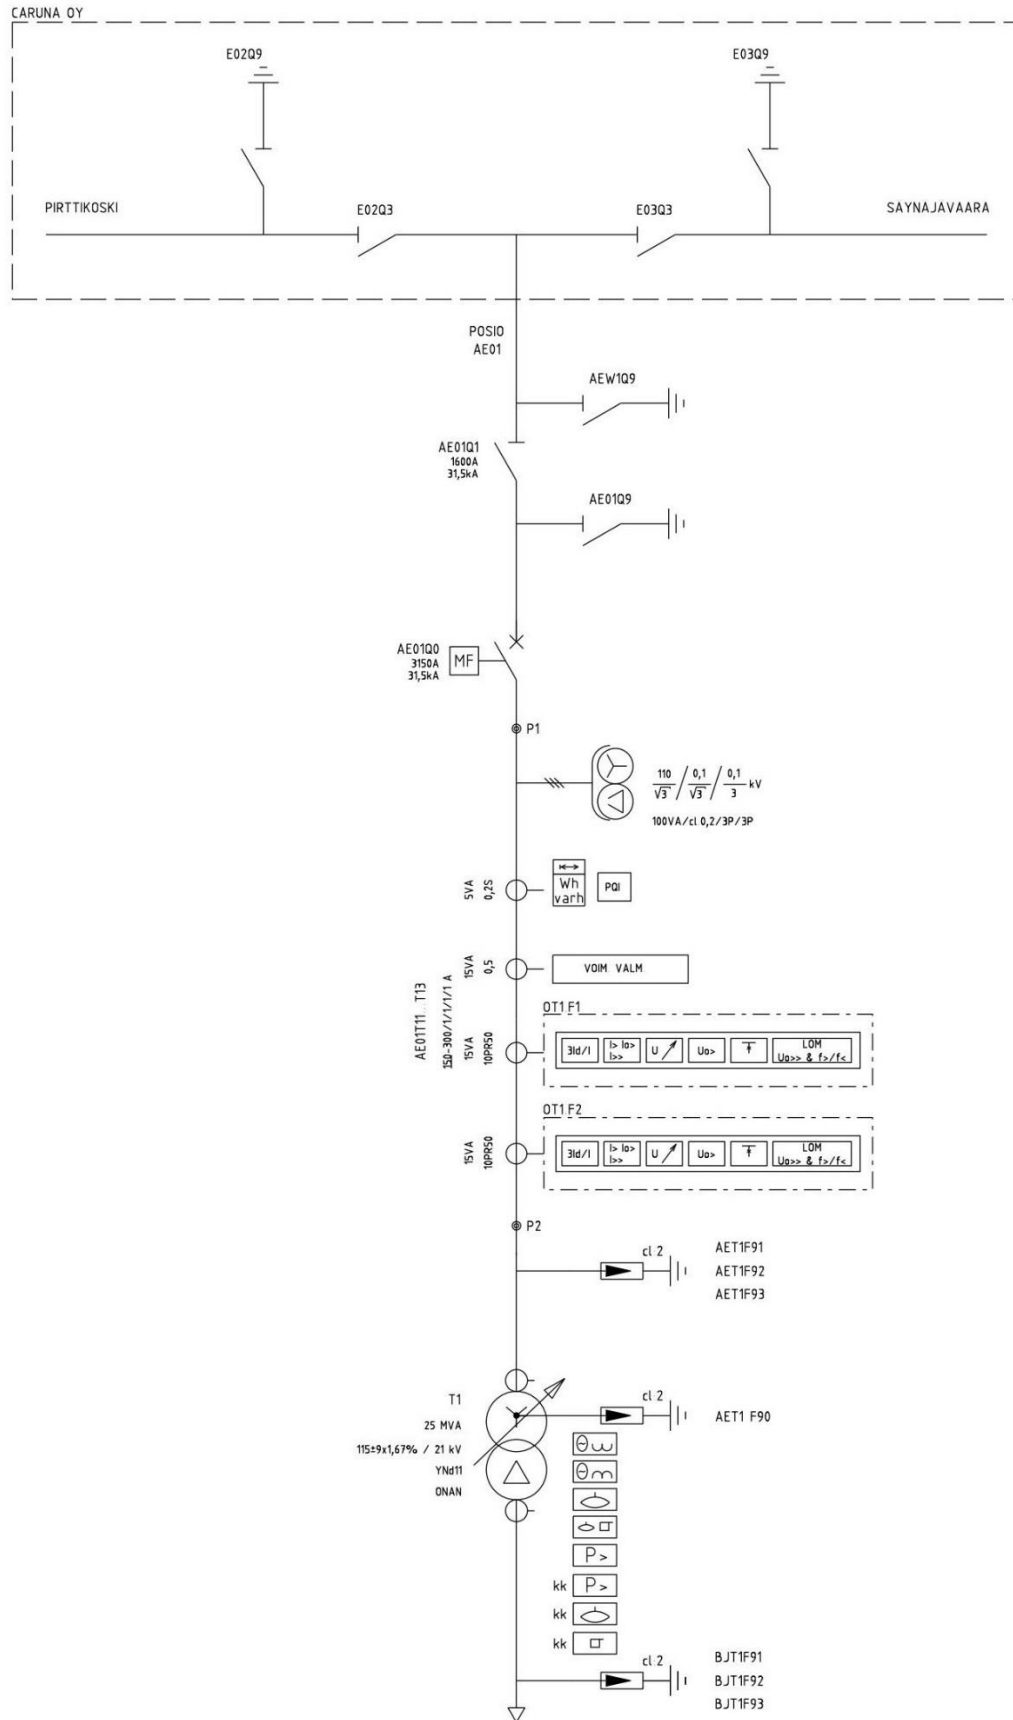 CARUNA OY
E02Q9
E03Q9
PIRTTIKOSKI
E02Q3
E03Q3
SAYNAJAVAARA
POSIO
AE01
AEW1Q9
AE01Q1
1600A
31,5kA
AE01Q9
AE01Q0
3150A
31,5kA
MF
P1
110/√3 / 0,1/√3 / 0,1/3 kV
100VA/cl.0,2/3P/3P
5VA
0,2S
Wh
varh
PQI
15VA
0,5
VOIM. VALM.
AE01T11...T13
150-300/1/1/1/1 A
15VA
10PR50
OT1.F1
3Id/I
I> Io>
I>>
U
Uo>
LOM
Uo>> & f>/f<
15VA
10PR50
OT1.F2
3Id/I
I> Io>
I>>
U
Uo>
LOM
Uo>> & f>/f<
P2
cl.2
AET1F91
AET1F92
AET1F93
T1
25 MVA
115±9x1,67% / 21 kV
YNd11
ONAN
cl.2
AET1 F90
P >
kk P >
kk
kk
cl.2
BJT1F91
BJT1F92
BJT1F93